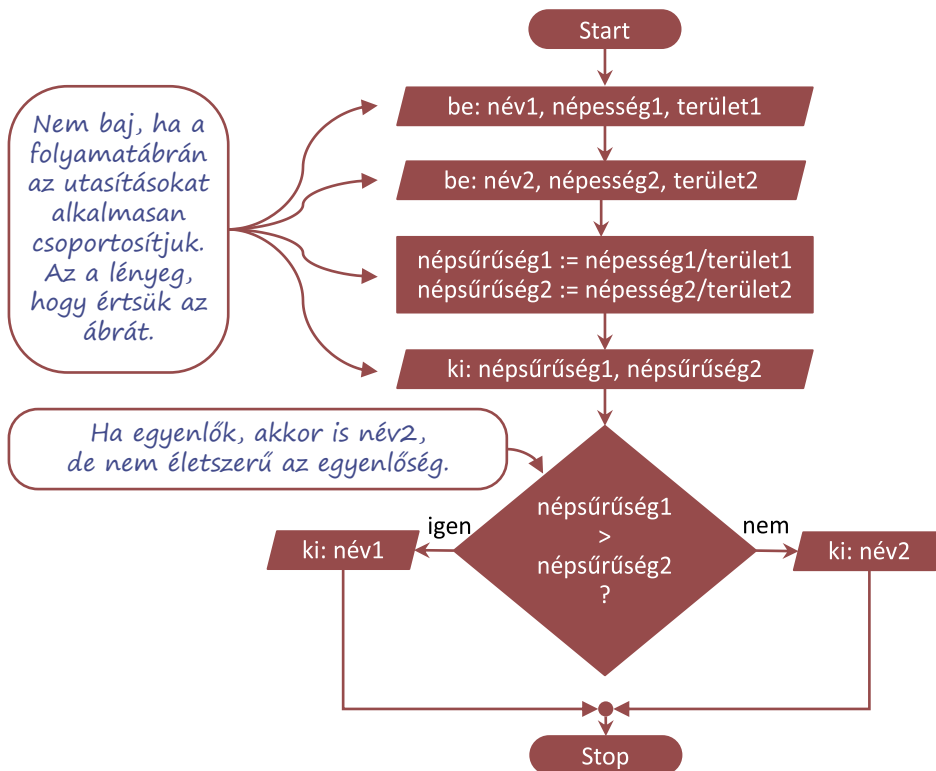 Start
be: név1, népesség1, terület1
Nem baj, ha a
folyamatábrán
az utasításokat
alkalmasan
csoportosítjuk.
Az a lényeg,
hogy értsük az
ábrát.
be: név2, népesség2, terület2
népsűrűség1 := népesség1/terület1
népsűrűség2 := népesség2/terület2
ki: népsűrűség1, népsűrűség2
Ha egyenlők, akkor is név2,
de nem életszerű az egyenlőség.
népsűrűség1
>
népsűrűség2
?
igen
nem
ki: név1
ki: név2
Stop